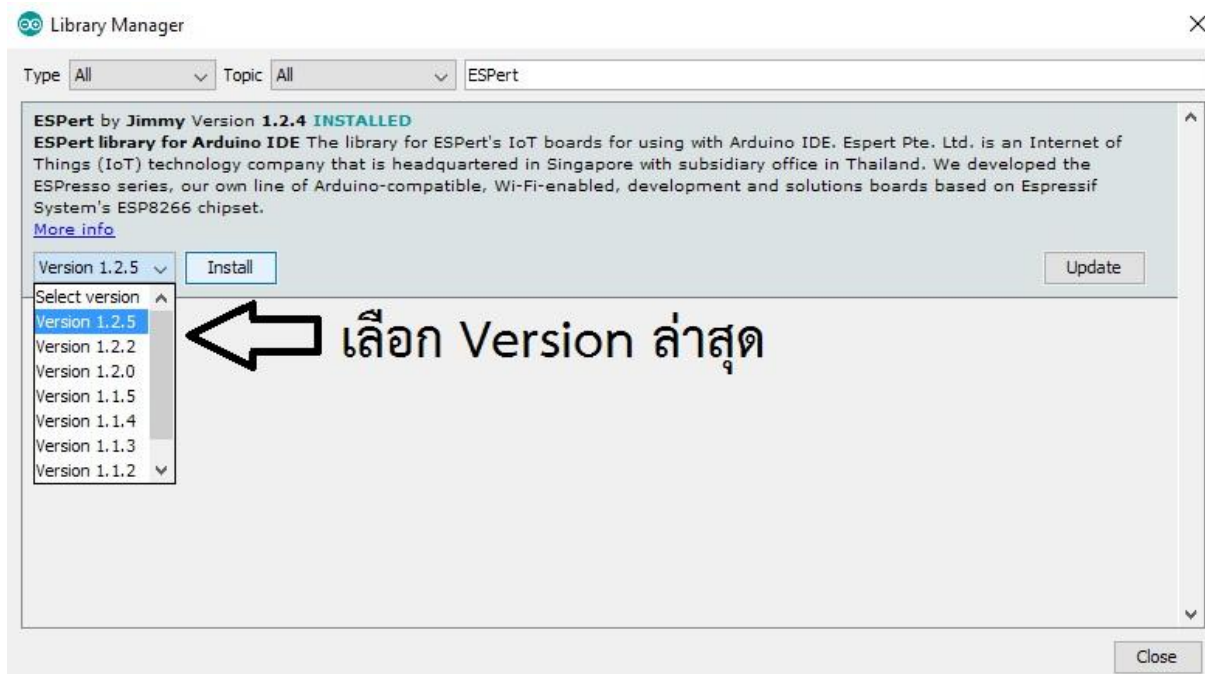 Library Manager
Type All Topic All ESPert
ESPert by Jimmy Version 1.2.4 INSTALLED
ESPert library for Arduino IDE The library for ESPert's IoT boards for using with Arduino IDE. Espert Pte. Ltd. is an Internet of
Things (IoT) technology company that is headquartered in Singapore with subsidiary office in Thailand. We developed the
ESPresso series, our own line of Arduino-compatible, Wi-Fi-enabled, development and solutions boards based on Espressif
System's ESP8266 chipset.
More info
Version 1.2.5 Install Update
Select version
Version 1.2.5
Version 1.2.2
Version 1.2.0
Version 1.1.5
Version 1.1.4
Version 1.1.3
Version 1.1.2
เลือก Version ล่าสุด
Close